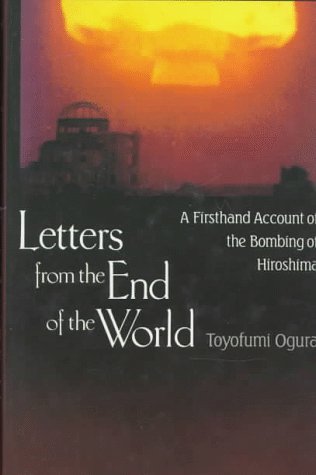 A Firsthand Account of
the Bombing of
Hiroshima
Letters
from the End
of the World
Toyofumi Ogura